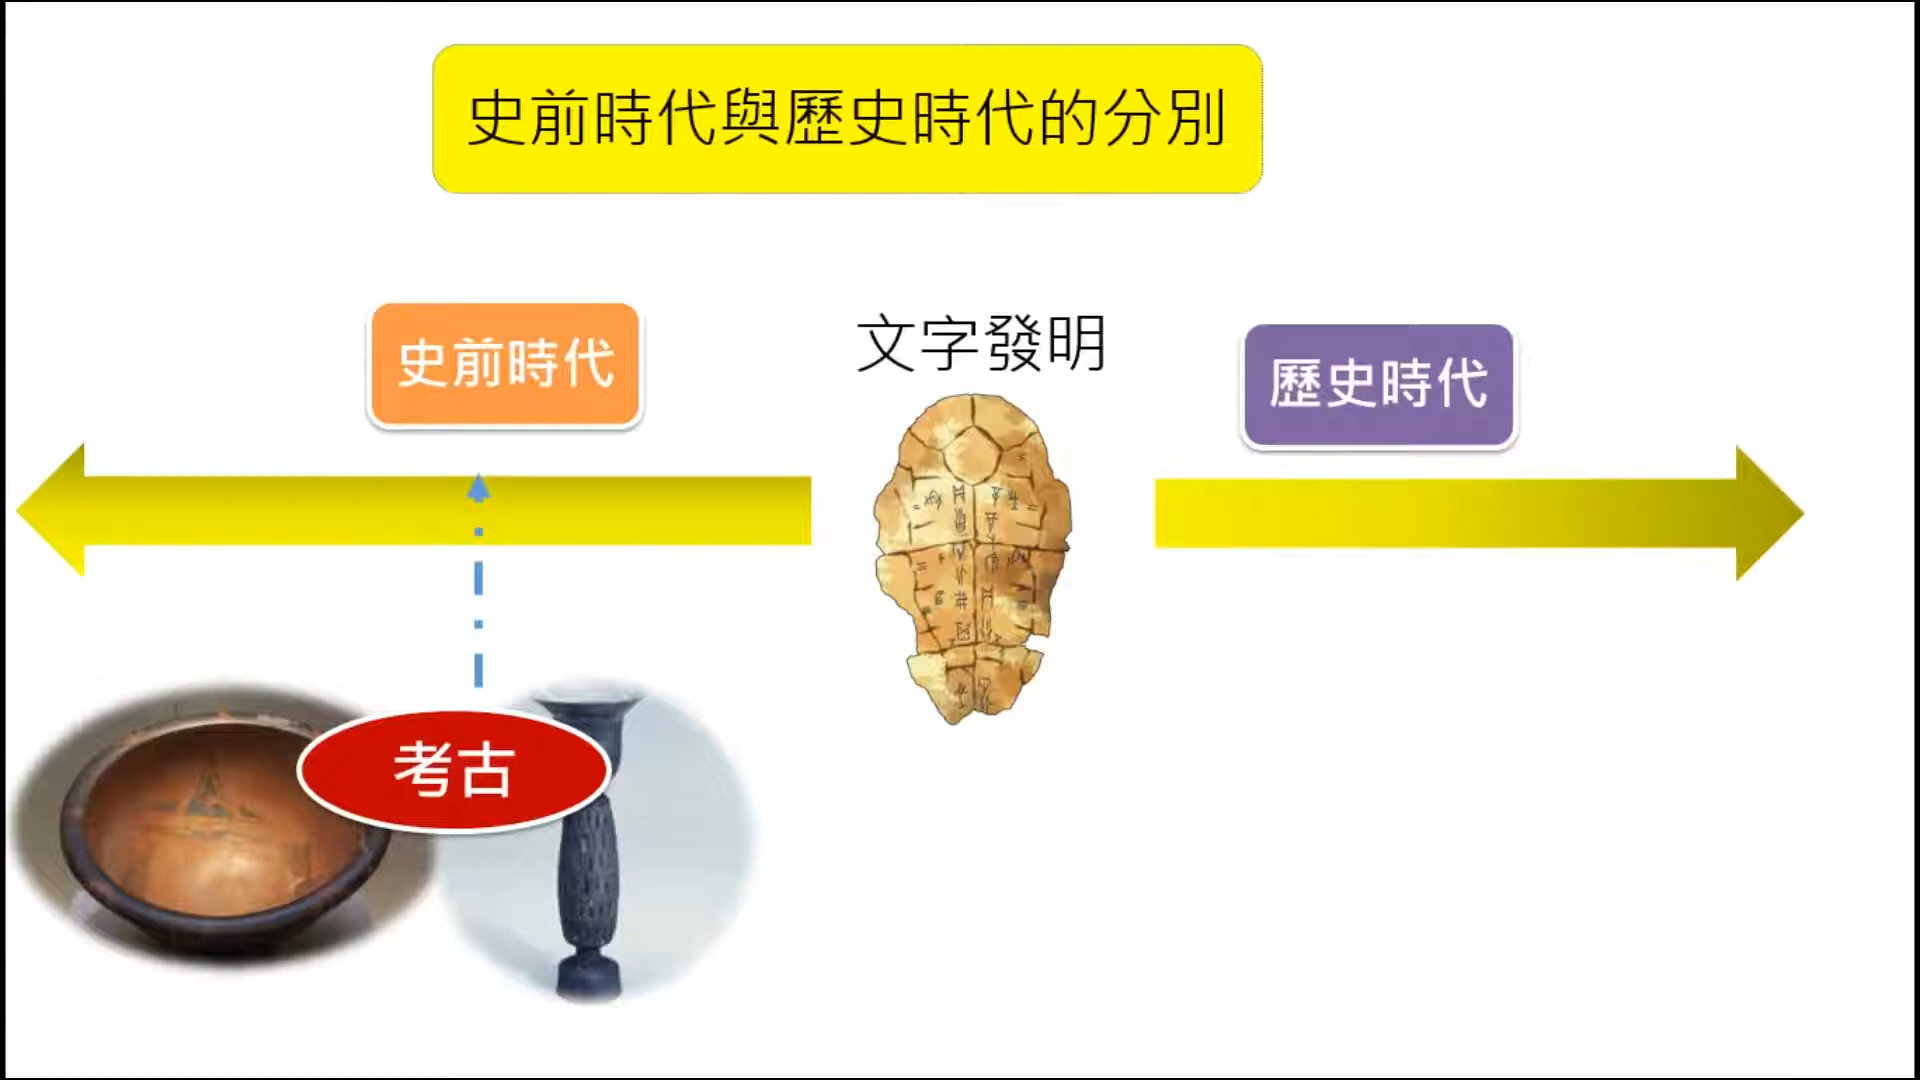 史前時代與歷史時代的分別
史前時代
文字發明
歷史時代
考古